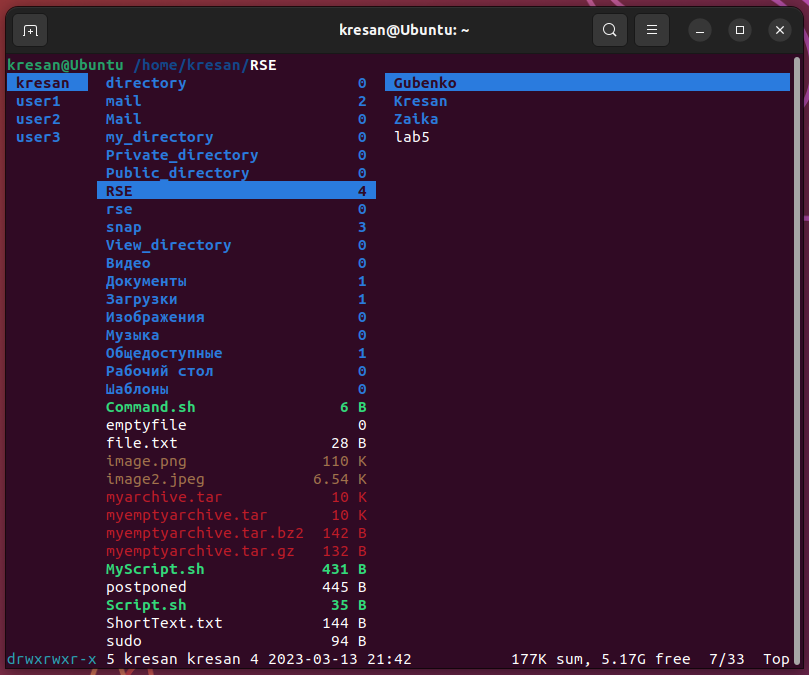 kresan@Ubuntu: ~
kresan@Ubuntu /home/kresan/RSE
kresan directory 0 Gubenko
user1 mail 2 Kresan
user2 Mail 0 Zaika
user3 my_directory 0 lab5
Private_directory 0
Public_directory 0
RSE 4
rse 0
snap 3
View_directory 0
Видео 0
Документы 1
Загрузки 1
Изображения 0
Музыка 0
Общедоступные 1
Рабочий стол 0
Шаблоны 0
Command.sh 6 B
emptyfile 0
file.txt 28 B
image.png 110 K
image2.jpeg 6.54 K
myarchive.tar 10 K
myemptyarchive.tar 10 K
myemptyarchive.tar.bz2 142 B
myemptyarchive.tar.gz 132 B
MyScript.sh 431 B
postponed 445 B
Script.sh 35 B
ShortText.txt 144 B
sudo 94 B
drwxrwxr-x 5 kresan kresan 4 2023-03-13 21:42 177K sum, 5.17G free 7/33 Top